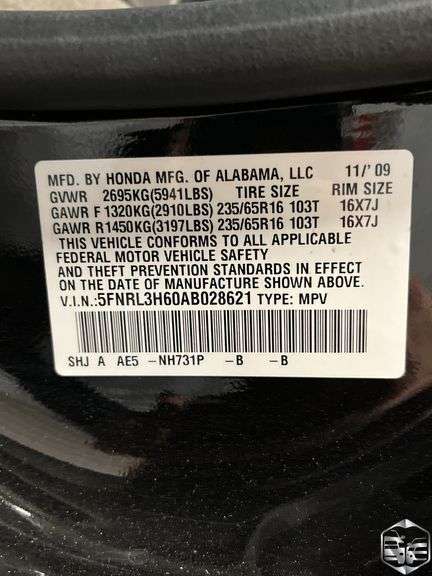 MFD. BY HONDA MFG. OF ALABAMA, LLC 11/'09
GVWR 2695KG(5941LBS) TIRE SIZE RIM SIZE
GAWR F 1320KG(2910LBS) 235/65R16 103T 16X7J
GAWR R1450KG(3197LBS) 235/65R16 103T 16X7J
THIS VEHICLE CONFORMS TO ALL APPLICABLE
FEDERAL MOTOR VEHICLE SAFETY
AND THEFT PREVENTION STANDARDS IN EFFECT
ON THE DATE OF MANUFACTURE SHOWN ABOVE.
V.I.N.:5FNRL3H60AB028621 TYPE: MPV
SHJ A AE5 -NH731P -B -B